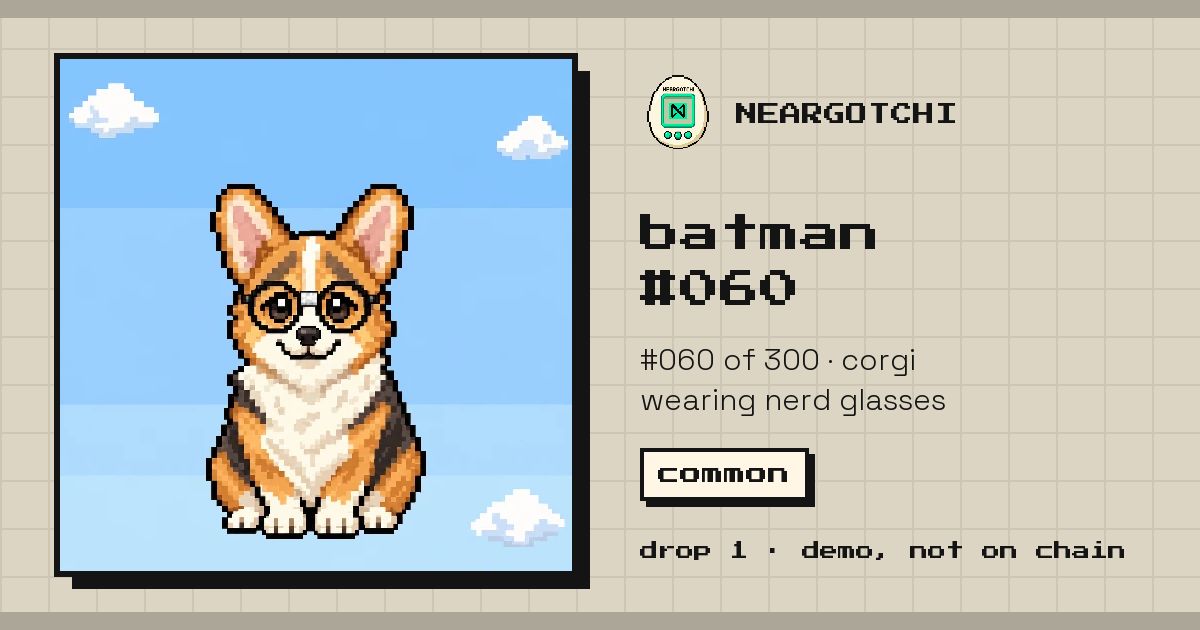 NEARGOTCHI
NEARGOTCHI
batman
#060
#060 of 300 · corgi
wearing nerd glasses
common
drop 1 · demo, not on chain